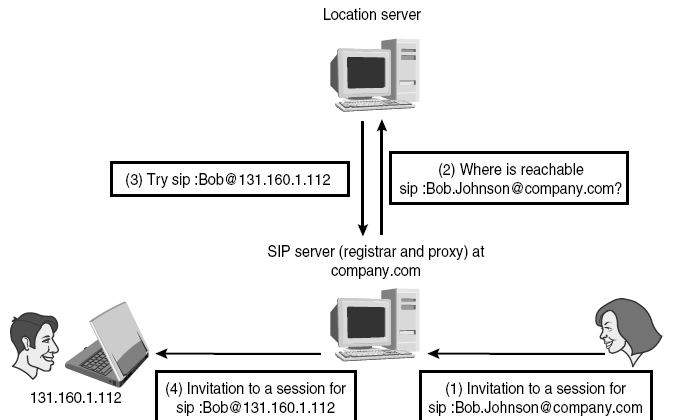 Location server
(3) Try sip :Bob@131.160.1.112
(2) Where is reachable
sip :Bob.Johnson@company.com?
SIP server (registrar and proxy) at
company.com
131.160.1.112
(4) Invitation to a session for
sip :Bob@131.160.1.112
(1) Invitation to a session for
sip :Bob.Johnson@company.com